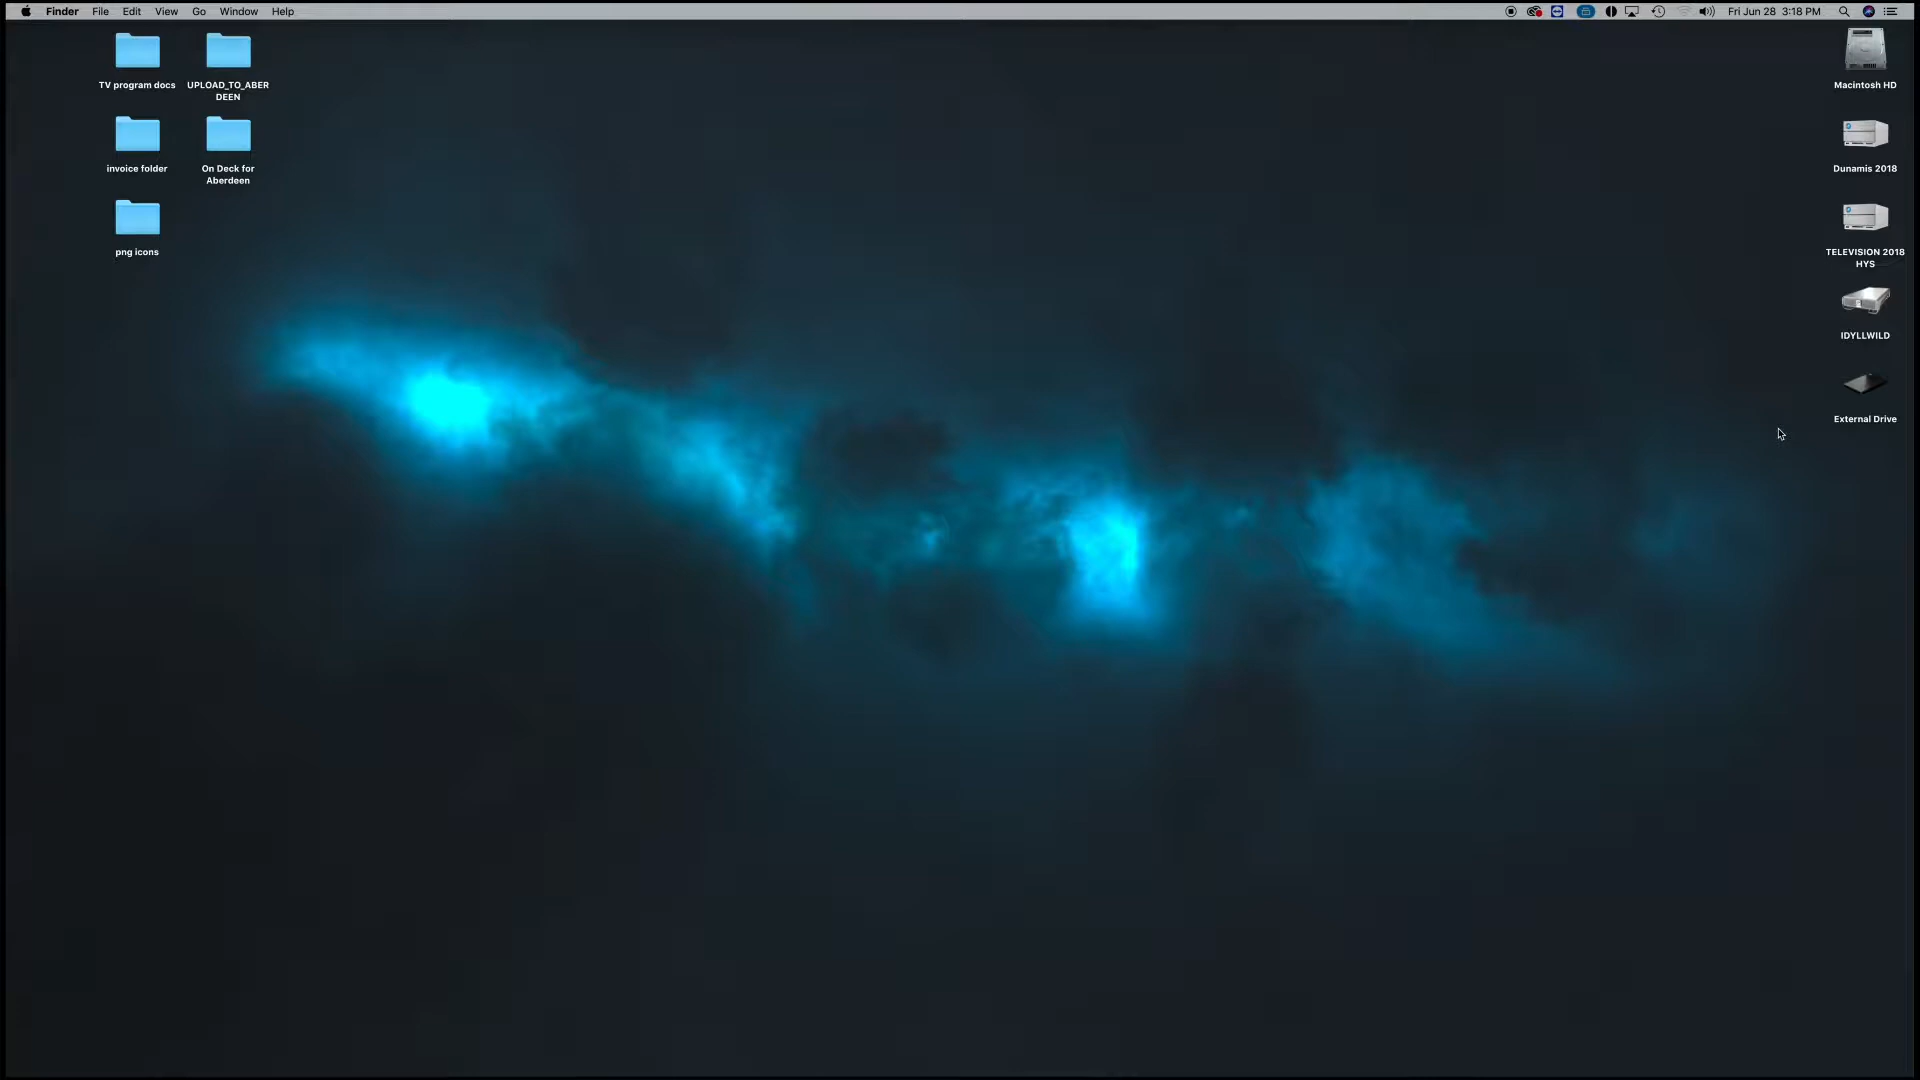 Finder File Edit View Go Window Help Fri Jun 28 3:18 PM
TV program docs
UPLOAD_TO_ABER
DEEN
invoice folder
On Deck for
Aberdeen
png icons
Macintosh HD
Dunamis 2018
TELEVISION 2018
HYS
IDYLLWILD
External Drive